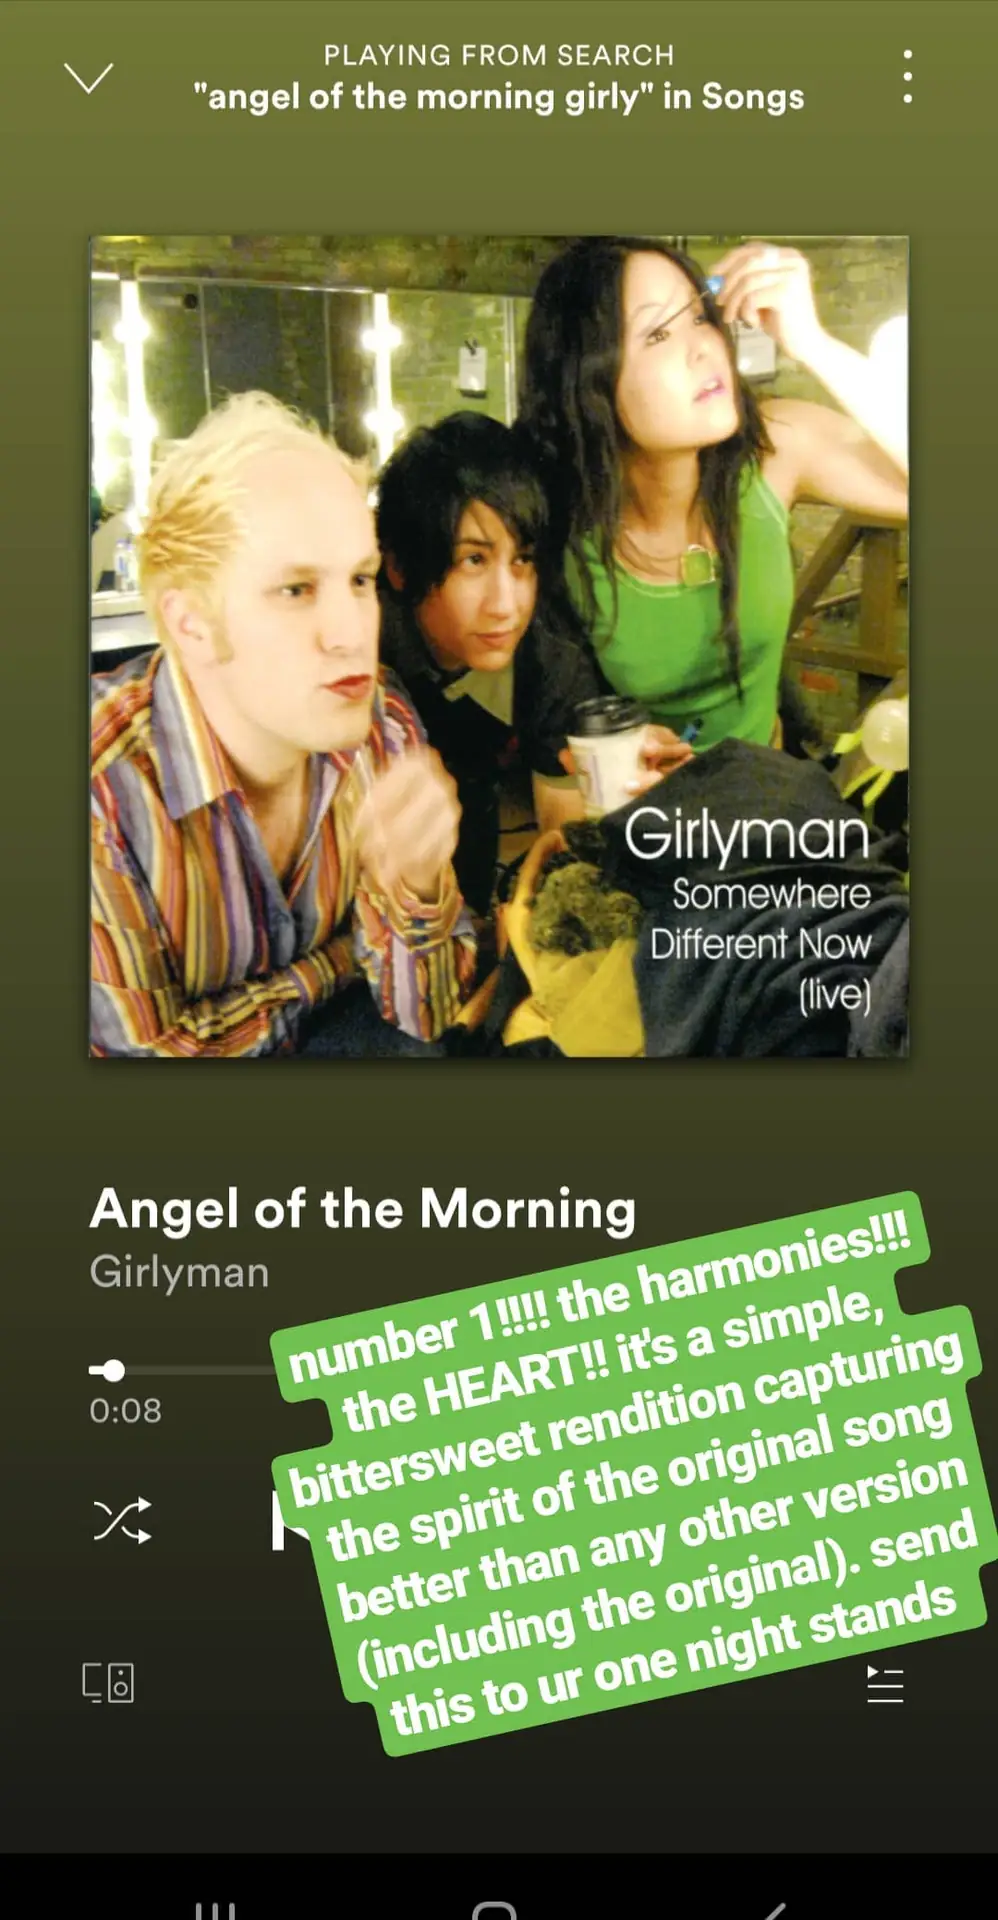 PLAYING FROM SEARCH
"angel of the morning girly" in Songs
Girlyman
Somewhere
Different Now
(live)
Angel of the Morning
Girlyman
0:08
number 1!!!! the harmonies!!!
the HEART!! it's a simple,
bittersweet rendition capturing
the spirit of the original song
better than any other version
(including the original). send
this to ur one night stands